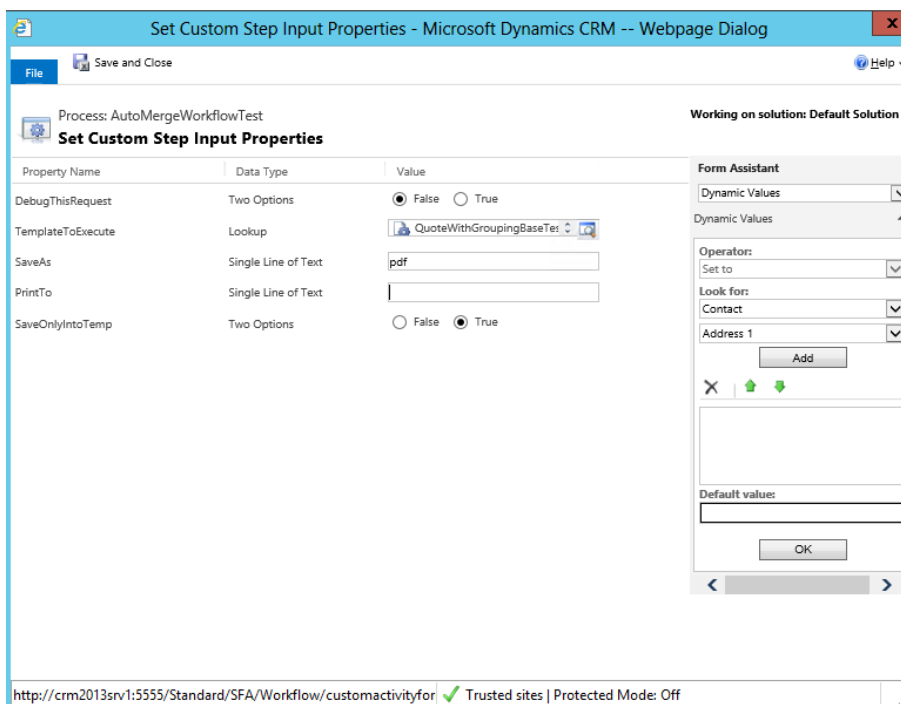 Set Custom Step Input Properties - Microsoft Dynamics CRM -- Webpage Dialog
File
Save and Close
Help
Process: AutoMergeWorkflowTest
Set Custom Step Input Properties
Working on solution: Default Solution
Property Name Data Type Value
DebugThisRequest Two Options False True
TemplateToExecute Lookup QuoteWithGroupingBaseTes
SaveAs Single Line of Text pdf
PrintTo Single Line of Text
SaveOnlyIntoTemp Two Options False True
Form Assistant
Dynamic Values
Dynamic Values
Operator:
Set to
Look for:
Contact
Address 1
Add
Default value:
OK
http://crm2013srv1:5555/Standard/SFA/Workflow/customactivityfor Trusted sites | Protected Mode: Off